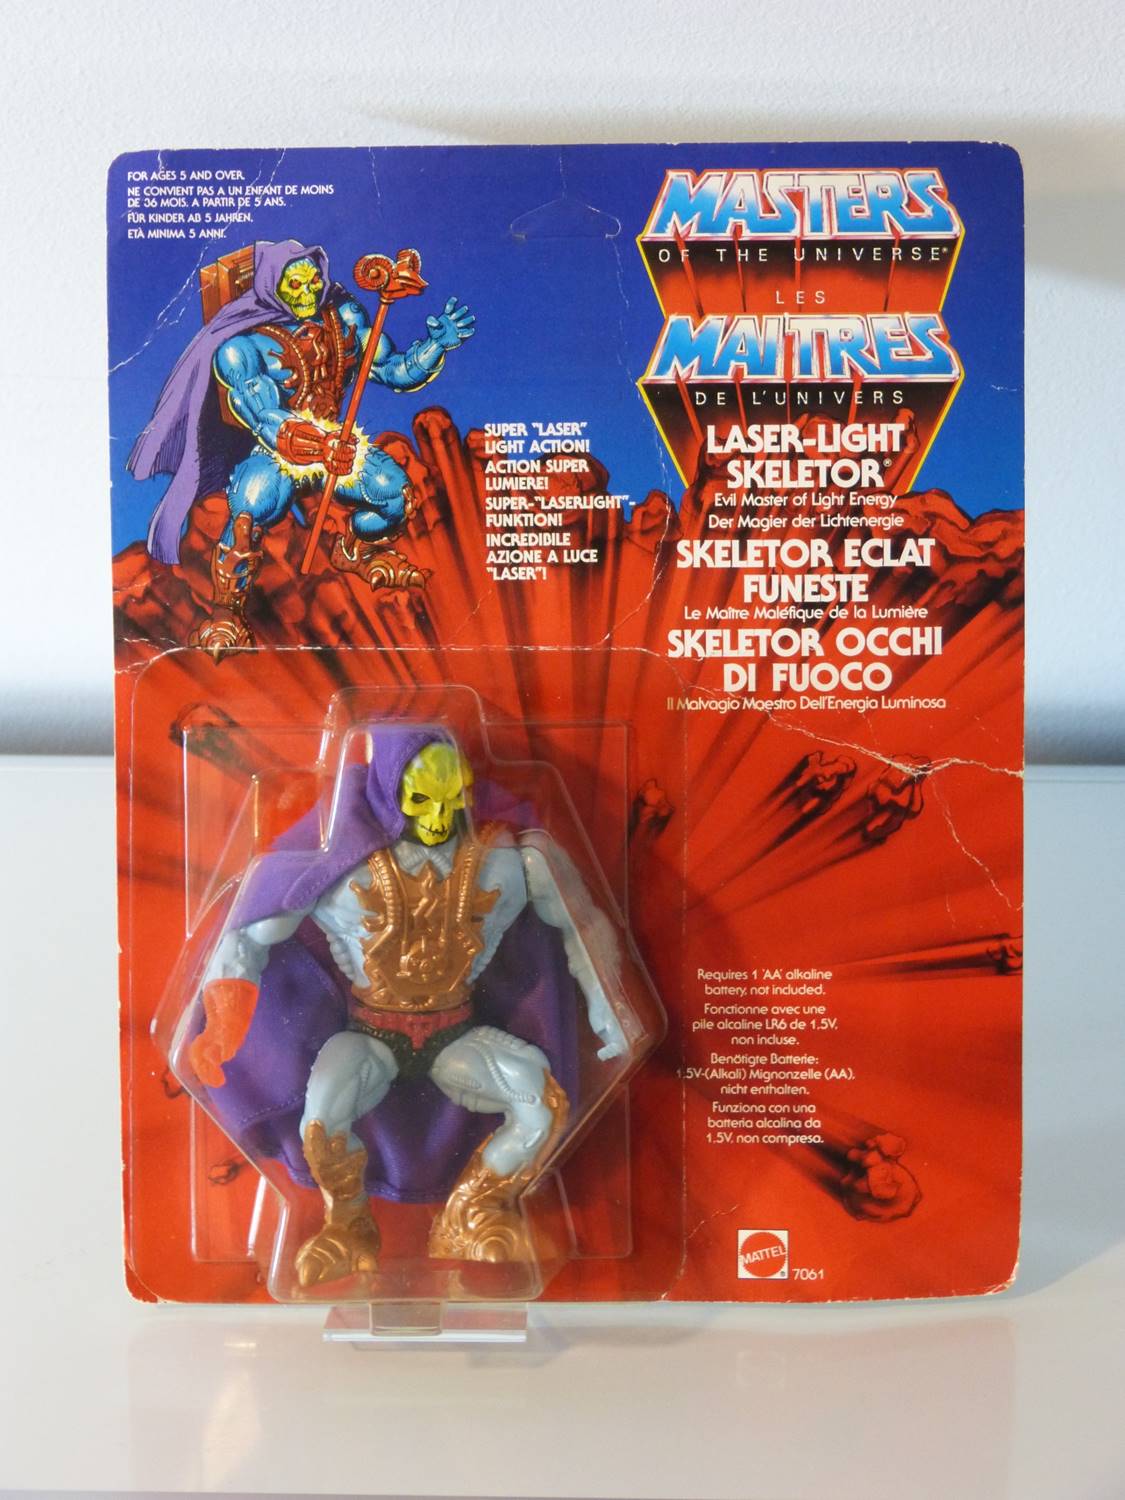 FOR AGES 5 AND OVER.
NE CONVIENT PAS A UN ENFANT DE MOINS
DE 36 MOIS. A PARTIR DE 5 ANS.
FÜR KINDER AB 5 JAHREN.
ETÀ MINIMA 5 ANNI.
MASTERS
OF THE UNIVERSE®
LES
MAITRES
DE L'UNIVERS
SUPER "LASER"
LIGHT ACTION!
ACTION SUPER
LUMIERE!
SUPER-"LASERLIGHT"-
FUNKTION!
INCREDIBILE
AZIONE A LUCE
"LASER"!
LASER-LIGHT
SKELETOR®
Evil Master of Light Energy
Der Magier der Lichtenergie
SKELETOR ECLAT
FUNESTE
Le Maître Maléfique de la Lumière
SKELETOR OCCHI
DI FUOCO
Il Malvagio Maestro Dell'Energia Luminosa
Requires 1 'AA' alkaline
battery, not included.
Fonctionne avec une
pile alcaline LR6 de 1.5V,
non incluse.
Benötigte Batterie:
1.5V-(Alkali) Mignonzelle (AA),
nicht enthalten.
Funziona con una
batteria alcalina da
1.5V, non compresa.
MATTEL
® 7061